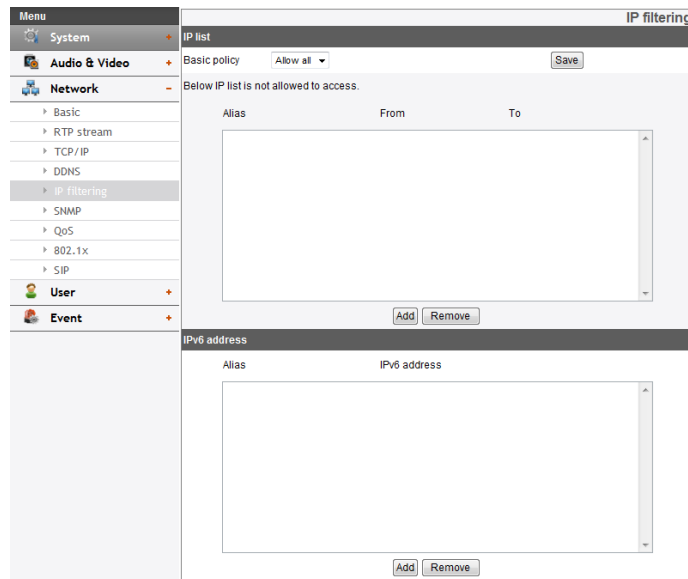 Menu
System +
Audio & Video +
Network -
Basic
RTP stream
TCP/IP
DDNS
IP filtering
SNMP
QoS
802.1x
SIP
User +
Event +
IP filtering
IP list
Basic policy Allow all Save
Below IP list is not allowed to access.
Alias From To
Add Remove
IPv6 address
Alias IPv6 address
Add Remove